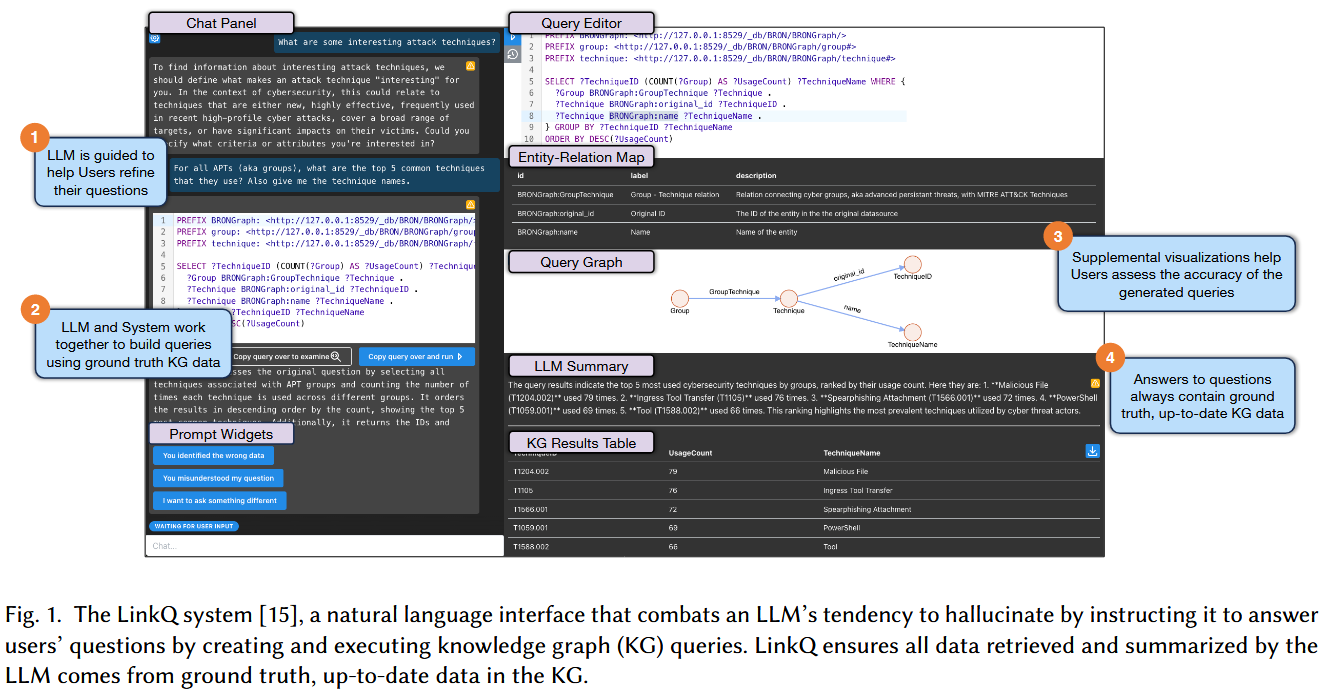 Chat Panel
What are some interesting attack techniques?
To find information about interesting attack techniques, we
should define what makes an attack technique "interesting" for
you. In the context of cybersecurity, this could relate to
techniques that are either new, highly effective, frequently used
in recent high-profile cyber attacks, cover a broad range of
targets, or have significant impacts on their victims. Could you
ecify what criteria or attributes you're interested in?
For all APTs (aka groups), what are the top 5 common techniques
that they use? Also give me the technique names.
1 PREFIX BRONGraph: <http://127.0.0.1:8529/_db/BRON/BRONGraph/>
2 PREFIX group: <http://127.0.0.1:8529/_db/BRON/BRONGraph/group
3 PREFIX technique: <http://127.0.0.1:8529/_db/BRON/BRONGraph/
4
5 SELECT ?TechniqueID (COUNT(?Group) AS ?UsageCount) ?Technique
6 ?Group BRONGraph:GroupTechnique ?Technique .
7 ?Technique BRONGraph:original_id ?TechniqueID .
8 ?Technique BRONGraph:name ?TechniqueName .
?TechniqueID ?TechniqueName
SC(?UsageCount)
Copy query over to examine
Copy query over and run
sses the original question by selecting all
techniques associated with APT groups and counting the number of
times each technique is used across different groups. It orders
the results in descending order by the count, showing the top 5
itionally, it returns the IDs and
Prompt Widgets
You identified the wrong data
You misunderstood my question
I want to ask something different
WAITING FOR USER INPUT
Chat...
1
LLM is guided to
help Users refine
their questions
2
LLM and System work
together to build queries
using ground truth KG data
Query Editor
1 PREFIX BRONGraph: <http://127.0.0.1:8529/_db/BRON/BRONGraph/>
2 PREFIX group: <http://127.0.0.1:8529/_db/BRON/BRONGraph/group#>
3 PREFIX technique: <http://127.0.0.1:8529/_db/BRON/BRONGraph/technique#>
4
5 SELECT ?TechniqueID (COUNT(?Group) AS ?UsageCount) ?TechniqueName WHERE {
6 ?Group BRONGraph:GroupTechnique ?Technique .
7 ?Technique BRONGraph:original_id ?TechniqueID .
8 ?Technique BRONGraph:name ?TechniqueName .
9 } GROUP BY ?TechniqueID ?TechniqueName
10 ORDER BY DESC(?UsageCount)
Entity-Relation Map
id label description
BRONGraph:GroupTechnique Group - Technique relation Relation connecting cyber groups, aka advanced persistant threats, with MITRE ATT&CK Techniques
BRONGraph:original_id Original ID The ID of the entity in the the original datasource
BRONGraph:name Name Name of the entity
Query Graph
Group
GroupTechnique
Technique
original_id
TechniqueID
name
TechniqueName
3
Supplemental visualizations help
Users assess the accuracy of the
generated queries
LLM Summary
The query results indicate the top 5 most used cybersecurity techniques by groups, ranked by their usage count. Here they are: 1. **Malicious File
(T1204.002)** used 79 times. 2. **Ingress Tool Transfer (T1105)** used 76 times. 3. **Spearphishing Attachment (T1566.001)** used 72 times. 4. **PowerShell
(T1059.001)** used 69 times. 5. **Tool (T1588.002)** used 66 times. This ranking highlights the most prevalent techniques utilized by cyber threat actors.
4
Answers to questions
always contain ground
truth, up-to-date KG data
KG Results Table
UsageCount TechniqueName
T1204.002 79 Malicious File
T1105 76 Ingress Tool Transfer
T1566.001 72 Spearphishing Attachment
T1059.001 69 PowerShell
T1588.002 66 Tool
Fig. 1. The LinkQ system [15], a natural language interface that combats an LLM's tendency to hallucinate by instructing it to answer
users' questions by creating and executing knowledge graph (KG) queries. LinkQ ensures all data retrieved and summarized by the
LLM comes from ground truth, up-to-date data in the KG.